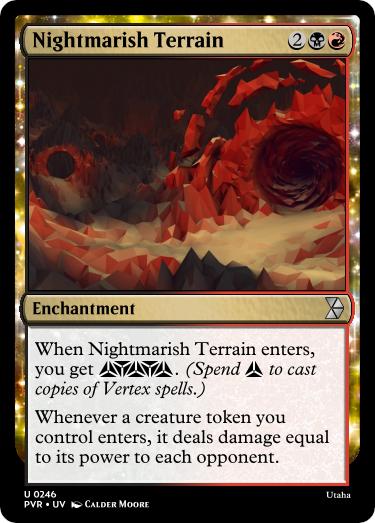 Nightmarish Terrain 2
Enchantment
When Nightmarish Terrain enters,
you get . (Spend to cast
copies of Vertex spells.)
Whenever a creature token you
control enters, it deals damage equal
to its power to each opponent.
U 0246
PVR • UV CALDER MOORE
Utaha